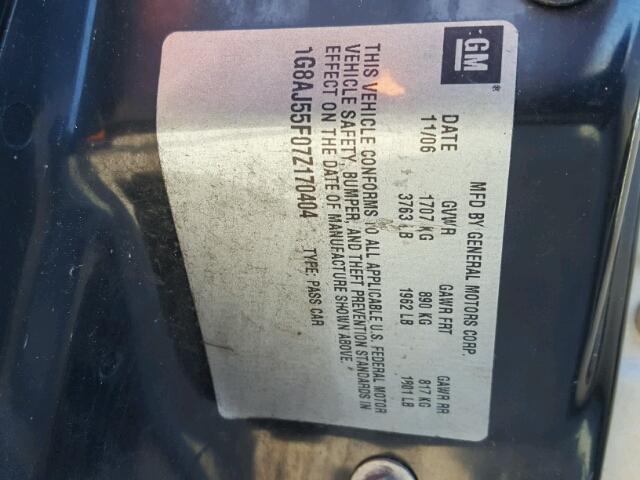 GM
MFD BY GENERAL MOTORS CORP.
DATE GVWR GAWR FRT GAWR RR
11/06 1707 KG 890 KG 817 KG
3763 LB 1962 LB 1801 LB
THIS VEHICLE CONFORMS TO ALL APPLICABLE U.S. FEDERAL MOTOR
VEHICLE SAFETY, BUMPER, AND THEFT PREVENTION STANDARDS IN
EFFECT ON THE DATE OF MANUFACTURE SHOWN ABOVE.
1G8AJ55F07Z170404 TYPE: PASS CAR